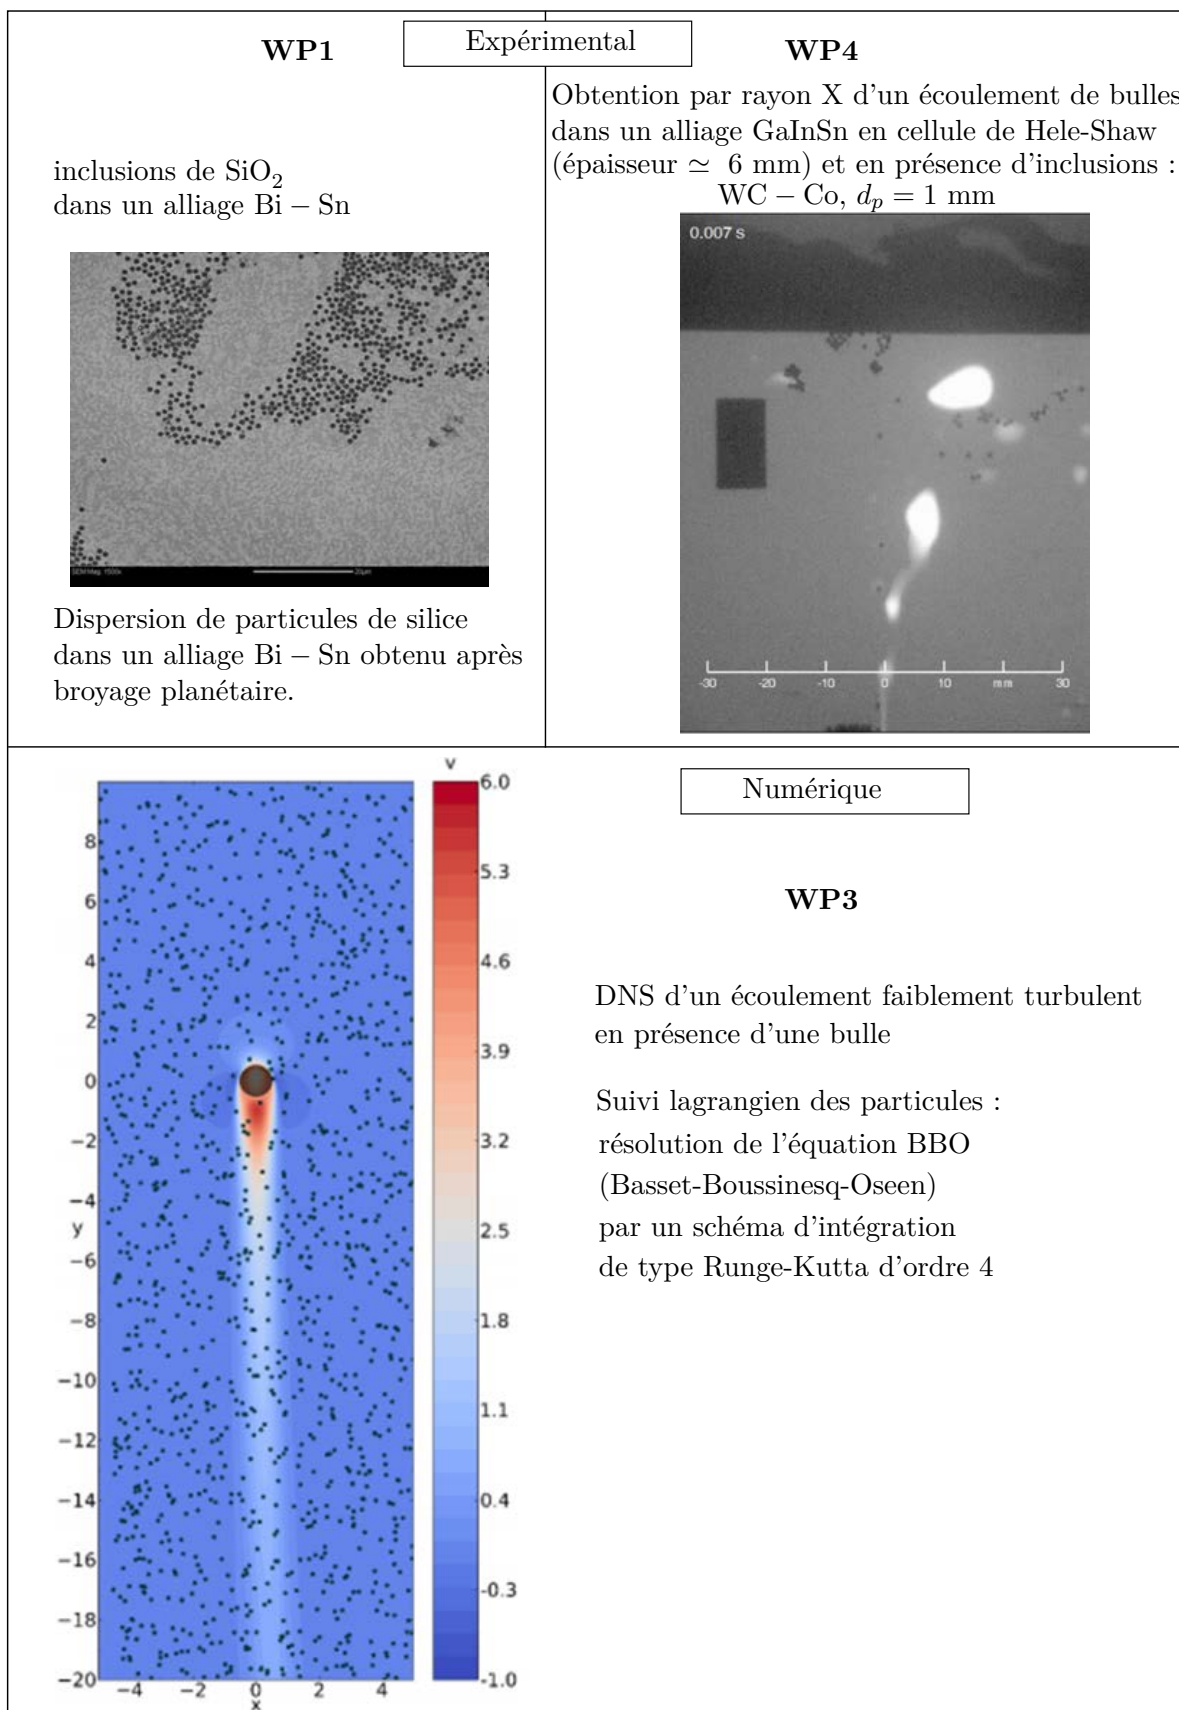 Expérimental
WP1
inclusions de SiO₂
dans un alliage Bi – Sn
SEM Mag. 1500x
20µm
Dispersion de particules de silice
dans un alliage Bi – Sn obtenu après
broyage planétaire.
WP4
Obtention par rayon X d'un écoulement de bulles
dans un alliage GaInSn en cellule de Hele-Shaw
(épaisseur ≃ 6 mm) et en présence d'inclusions :
WC – Co, dₚ = 1 mm
0.007 s
-30 -20 -10 0 10 mm 30
v
6.0
5.3
4.6
3.9
3.2
2.5
1.8
1.1
0.4
-0.3
-1.0
8
6
4
2
0
−2
−4
y
−6
−8
−10
−12
−14
−16
−18
−20
−4 −2 0 2 4
x
Numérique
WP3
DNS d'un écoulement faiblement turbulent
en présence d'une bulle
Suivi lagrangien des particules :
résolution de l'équation BBO
(Basset-Boussinesq-Oseen)
par un schéma d'intégration
de type Runge-Kutta d'ordre 4